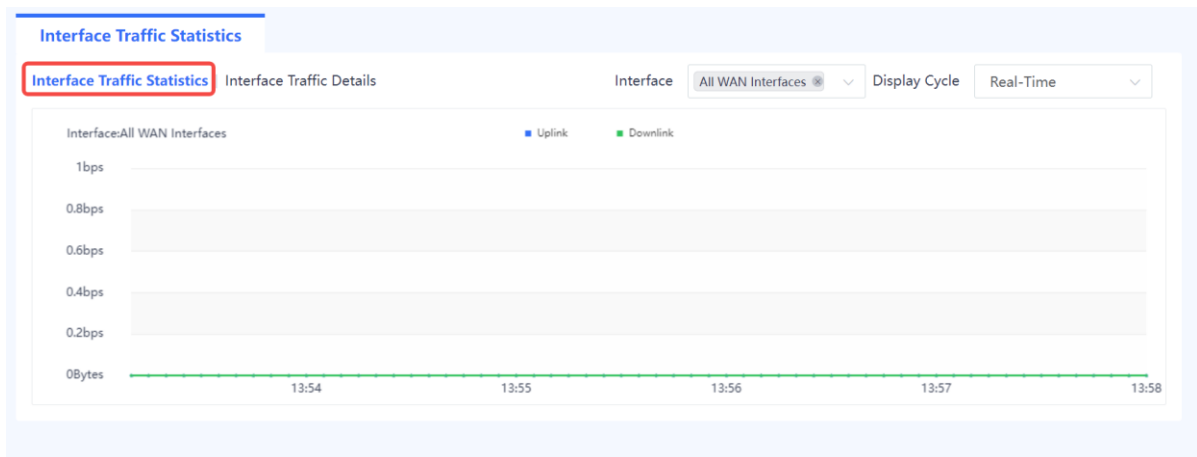 Interface Traffic Statistics
Interface Traffic Statistics Interface Traffic Details Interface All WAN Interfaces Display Cycle Real-Time
Interface:All WAN Interfaces Uplink Downlink
1bps
0.8bps
0.6bps
0.4bps
0.2bps
0Bytes
13:54 13:55 13:56 13:57 13:58